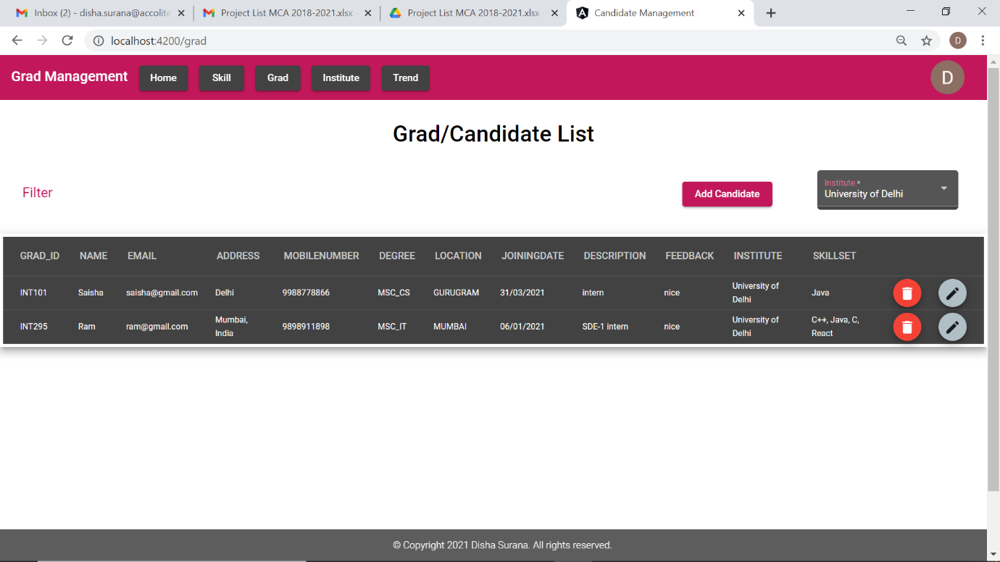 Inbox (2) - disha.surana@accolite
Project List MCA 2018-2021.xlsx -
Project List MCA 2018-2021.xlsx -
Candidate Management
localhost:4200/grad
D
Grad Management
Home
Skill
Grad
Institute
Trend
D
Grad/Candidate List
Filter
Add Candidate
Institute *
University of Delhi
GRAD_ID NAME EMAIL ADDRESS MOBILENUMBER DEGREE LOCATION JOININGDATE DESCRIPTION FEEDBACK INSTITUTE SKILLSET
INT101 Saisha saisha@gmail.com Delhi 9988778866 MSC_CS GURUGRAM 31/03/2021 intern nice University of
Delhi
Java
INT295 Ram ram@gmail.com Mumbai,
India
9898911898 MSC_IT MUMBAI 06/01/2021 SDE-1 intern nice University of
Delhi
C++, Java, C,
React
© Copyright 2021 Disha Surana. All rights reserved.